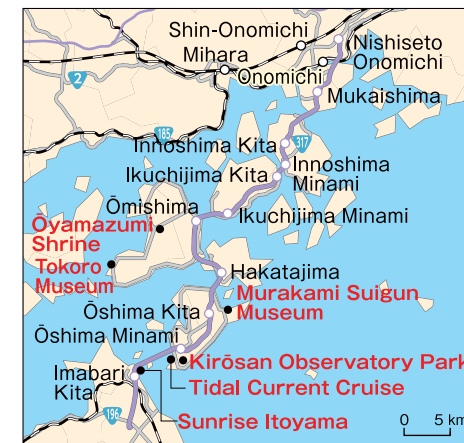 Shin-Onomichi
Mihara
Nishiseto
Onomichi
Onomichi
2
Mukaishima
185
Innoshima Kita
317
Ikuchijima Kita
Innoshima
Minami
Ōmishima
Ikuchijima Minami
Ōyamazumi
Shrine
Tokoro
Museum
Hakatajima
Murakami Suigun
Museum
Ōshima Kita
Ōshima Minami
Kirōsan Observatory Park
Imabari
Kita
Tidal Current Cruise
196
Sunrise Itoyama
0 5 km